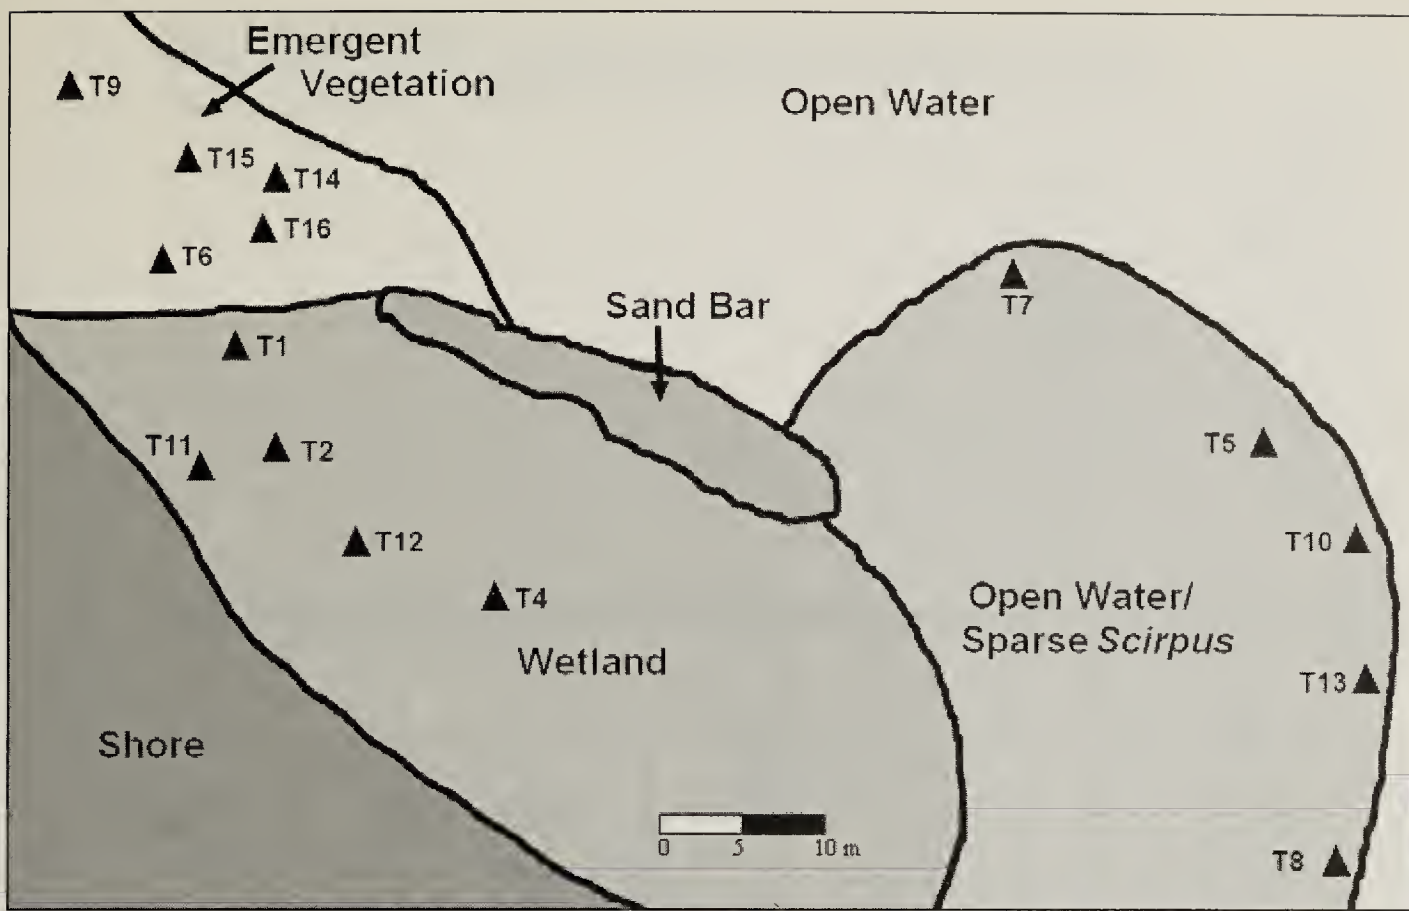 Emergent
Vegetation
T9
Open Water
T15
T14
T16
T6
Sand Bar
T7
T1
T11
T2
T5
T12
T10
T4
Open Water/
Sparse Scirpus
Wetland
T13
Shore
0 5 10 m
T8